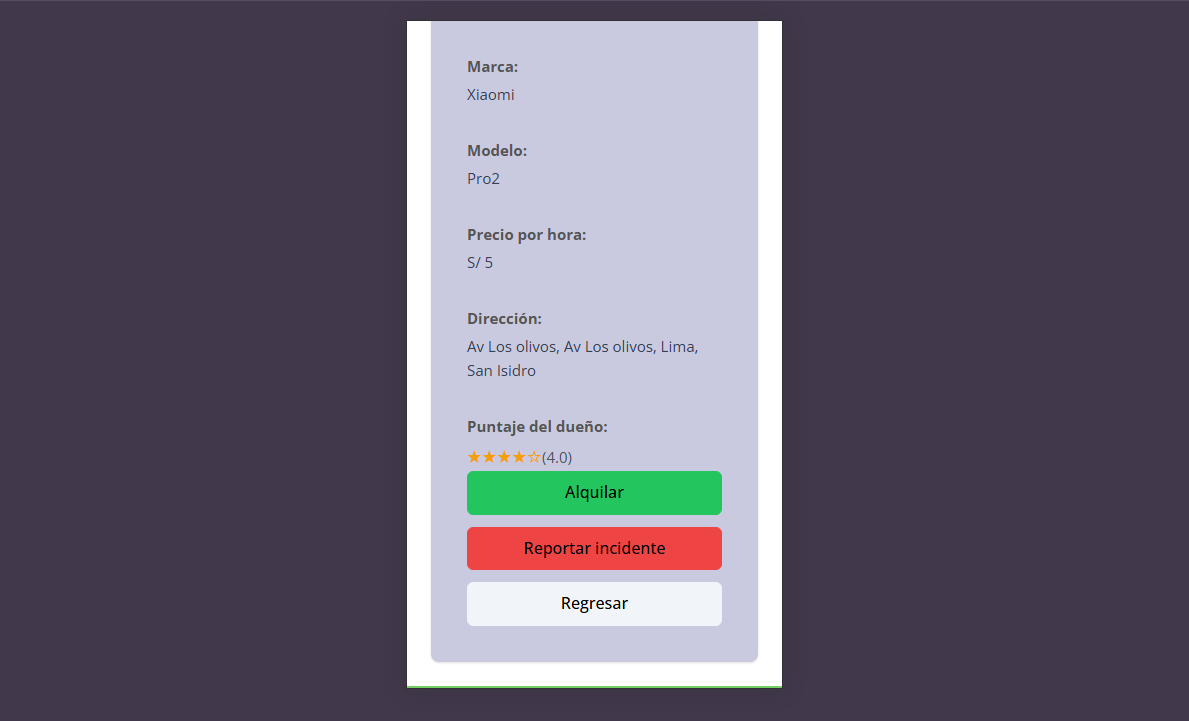 Marca:
Xiaomi
Modelo:
Pro2
Precio por hora:
S/ 5
Dirección:
Av Los olivos, Av Los olivos, Lima,
San Isidro
Puntaje del dueño:
★★★★☆(4.0)
Alquilar
Reportar incidente
Regresar